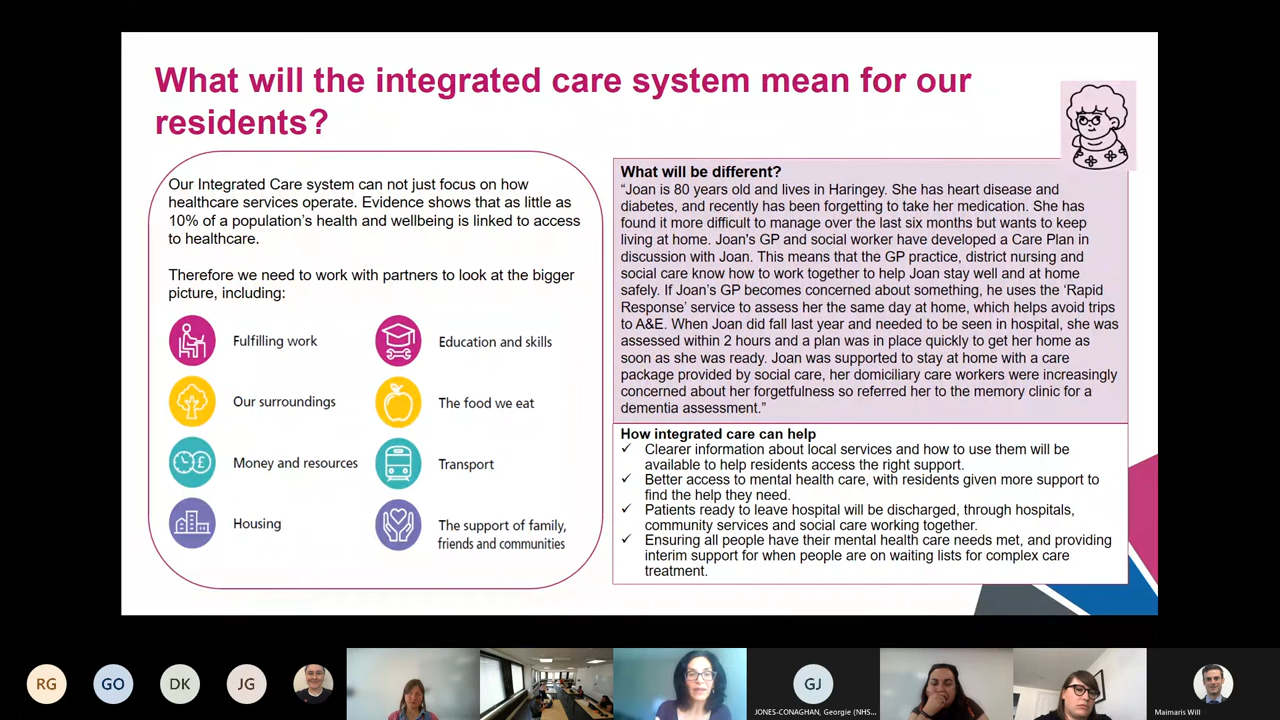 What will the integrated care system mean for our
residents?
Our Integrated Care system can not just focus on how
healthcare services operate. Evidence shows that as little as
10% of a population's health and wellbeing is linked to access
to healthcare.
Therefore we need to work with partners to look at the bigger
picture, including:
Fulfilling work
Education and skills
Our surroundings
The food we eat
Money and resources
Transport
Housing
The support of family,
friends and communities
What will be different?
“Joan is 80 years old and lives in Haringey. She has heart disease and
diabetes, and recently has been forgetting to take her medication. She has
found it more difficult to manage over the last six months but wants to keep
living at home. Joan's GP and social worker have developed a Care Plan in
discussion with Joan. This means that the GP practice, district nursing and
social care know how to work together to help Joan stay well and at home
safely. If Joan’s GP becomes concerned about something, he uses the ‘Rapid
Response’ service to assess her the same day at home, which helps avoid trips
to A&E. When Joan did fall last year and needed to be seen in hospital, she was
assessed within 2 hours and a plan was in place quickly to get her home as
soon as she was ready. Joan was supported to stay at home with a care
package provided by social care, her domiciliary care workers were increasingly
concerned about her forgetfulness so referred her to the memory clinic for a
dementia assessment.”
How integrated care can help
✓ Clearer information about local services and how to use them will be
available to help residents access the right support.
✓ Better access to mental health care, with residents given more support to
find the help they need.
✓ Patients ready to leave hospital will be discharged, through hospitals,
community services and social care working together.
✓ Ensuring all people have their mental health care needs met, and providing
interim support for when people are on waiting lists for complex care
treatment.
RG
GO
DK
JG
GJ
JONES-CONAGHAN, Georgie (NHS...
Maimaris Will